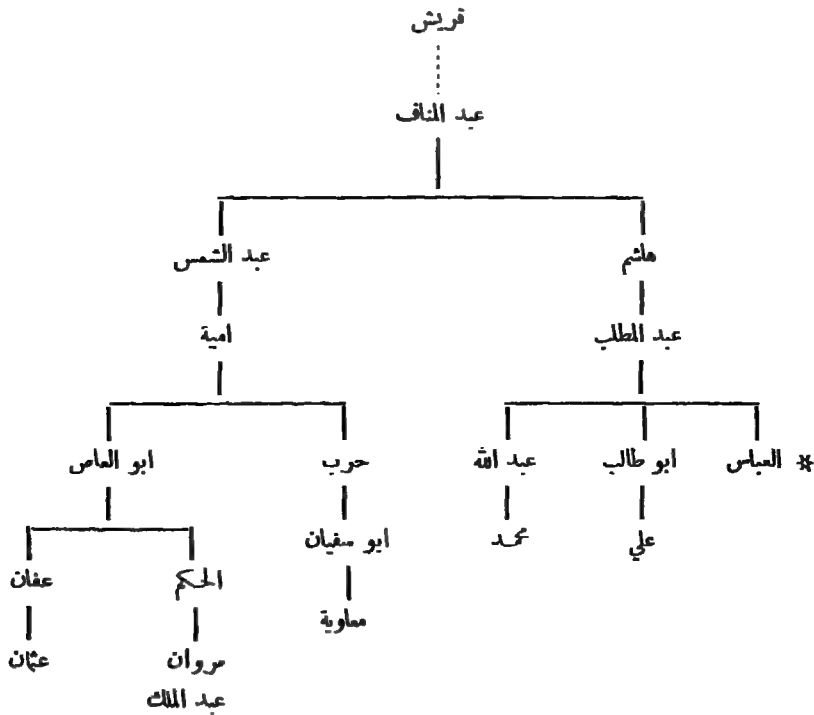 قريش
عبد المناف
هاشم
عبد الشمس
عبد المطلب
امية
* العباس
ابو طالب
عبد الله
حرب
ابو العاص
علي
محمد
ابو سفيان
الحكم
عفان
معاوية
مروان
عثمان
عبد الملك